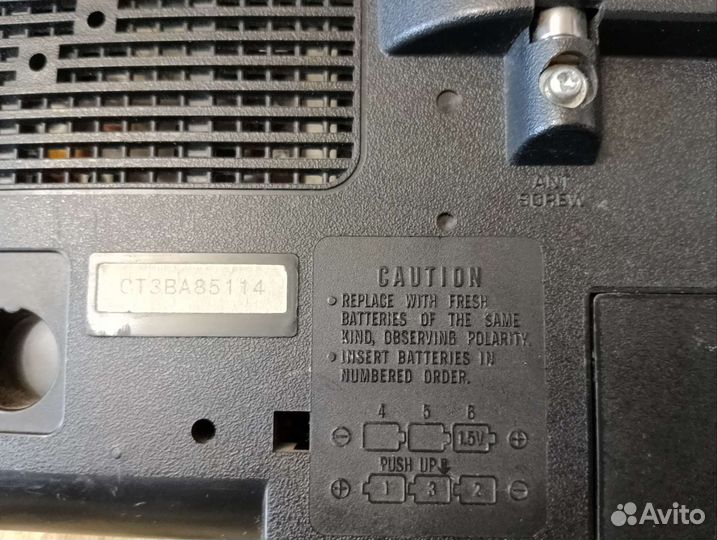 ANT
SCREW
CT3BA85114
CAUTION
REPLACE WITH FRESH
BATTERIES OF THE SAME
KIND, OBSERVING POLARITY.
INSERT BATTERIES IN
NUMBERED ORDER.
4 5 6
1.5V
PUSH UP
1 3 2
Avito